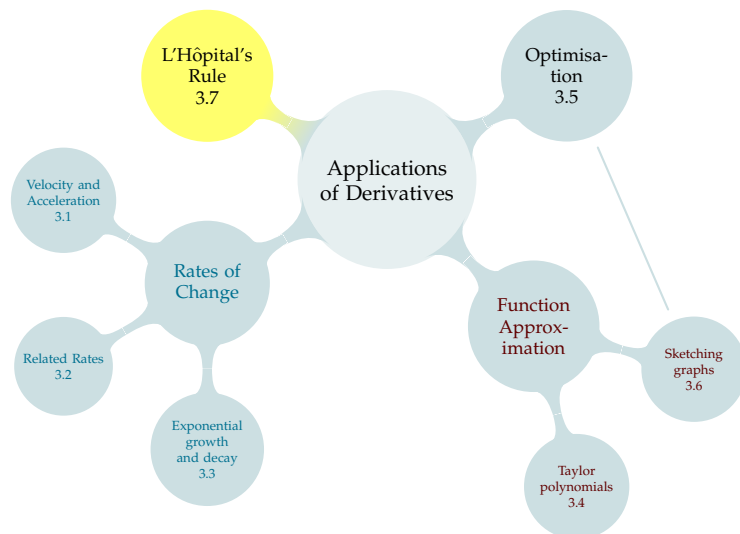 L'Hôpital's
Rule
3.7
Optimisa-
tion
3.5
Applications
of Derivatives
Velocity and
Acceleration
3.1
Rates of
Change
Related Rates
3.2
Exponential
growth
and decay
3.3
Function
Approx-
imation
Sketching
graphs
3.6
Taylor
polynomials
3.4